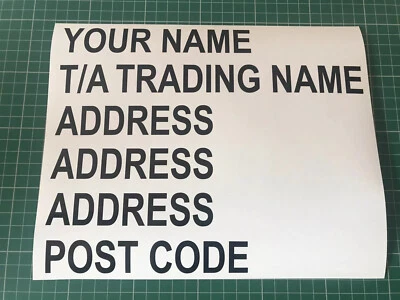 YOUR NAME
T/A TRADING NAME
ADDRESS
ADDRESS
ADDRESS
POST CODE